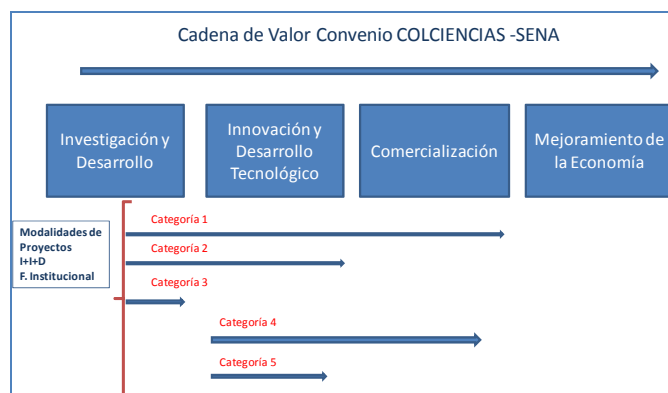 Cadena de Valor Convenio COLCIENCIAS -SENA
Investigación y
Desarrollo
Innovación y
Desarrollo
Tecnológico
Comercialización
Mejoramiento de
la Economía
Modalidades de
Proyectos
I+I+D
F. Institucional
Categoría 1
Categoría 2
Categoría 3
Categoría 4
Categoría 5